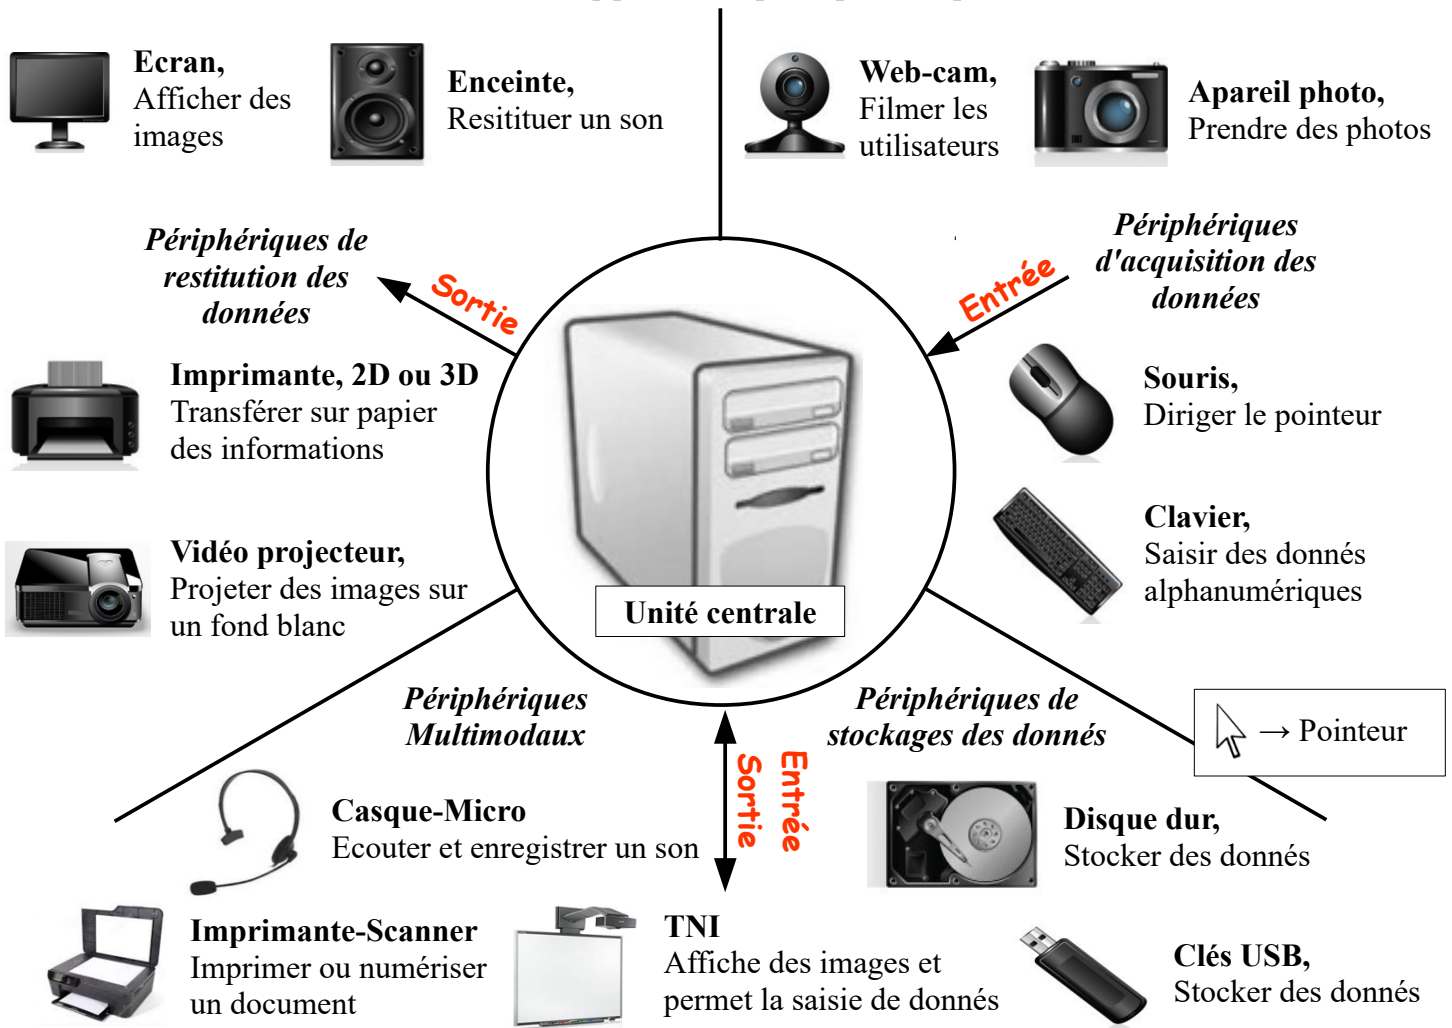 Ecran,
Afficher des
images
Enceinte,
Resitituer un son
Web-cam,
Filmer les
utilisateurs
Apareil photo,
Prendre des photos
Périphériques de
restitution des
données
Sortie
Entrée
Périphériques
d'acquisition des
données
Imprimante, 2D ou 3D
Transférer sur papier
des informations
Souris,
Diriger le pointeur
Vidéo projecteur,
Projeter des images sur
un fond blanc
Clavier,
Saisir des donnés
alphanumériques
Unité centrale
Périphériques
Multimodaux
Périphériques de
stockages des donnés
→ Pointeur
Entrée
Sortie
Casque-Micro
Ecouter et enregistrer un son
Disque dur,
Stocker des donnés
Imprimante-Scanner
Imprimer ou numériser
un document
TNI
Affiche des images et
permet la saisie de donnés
Clés USB,
Stocker des donnés